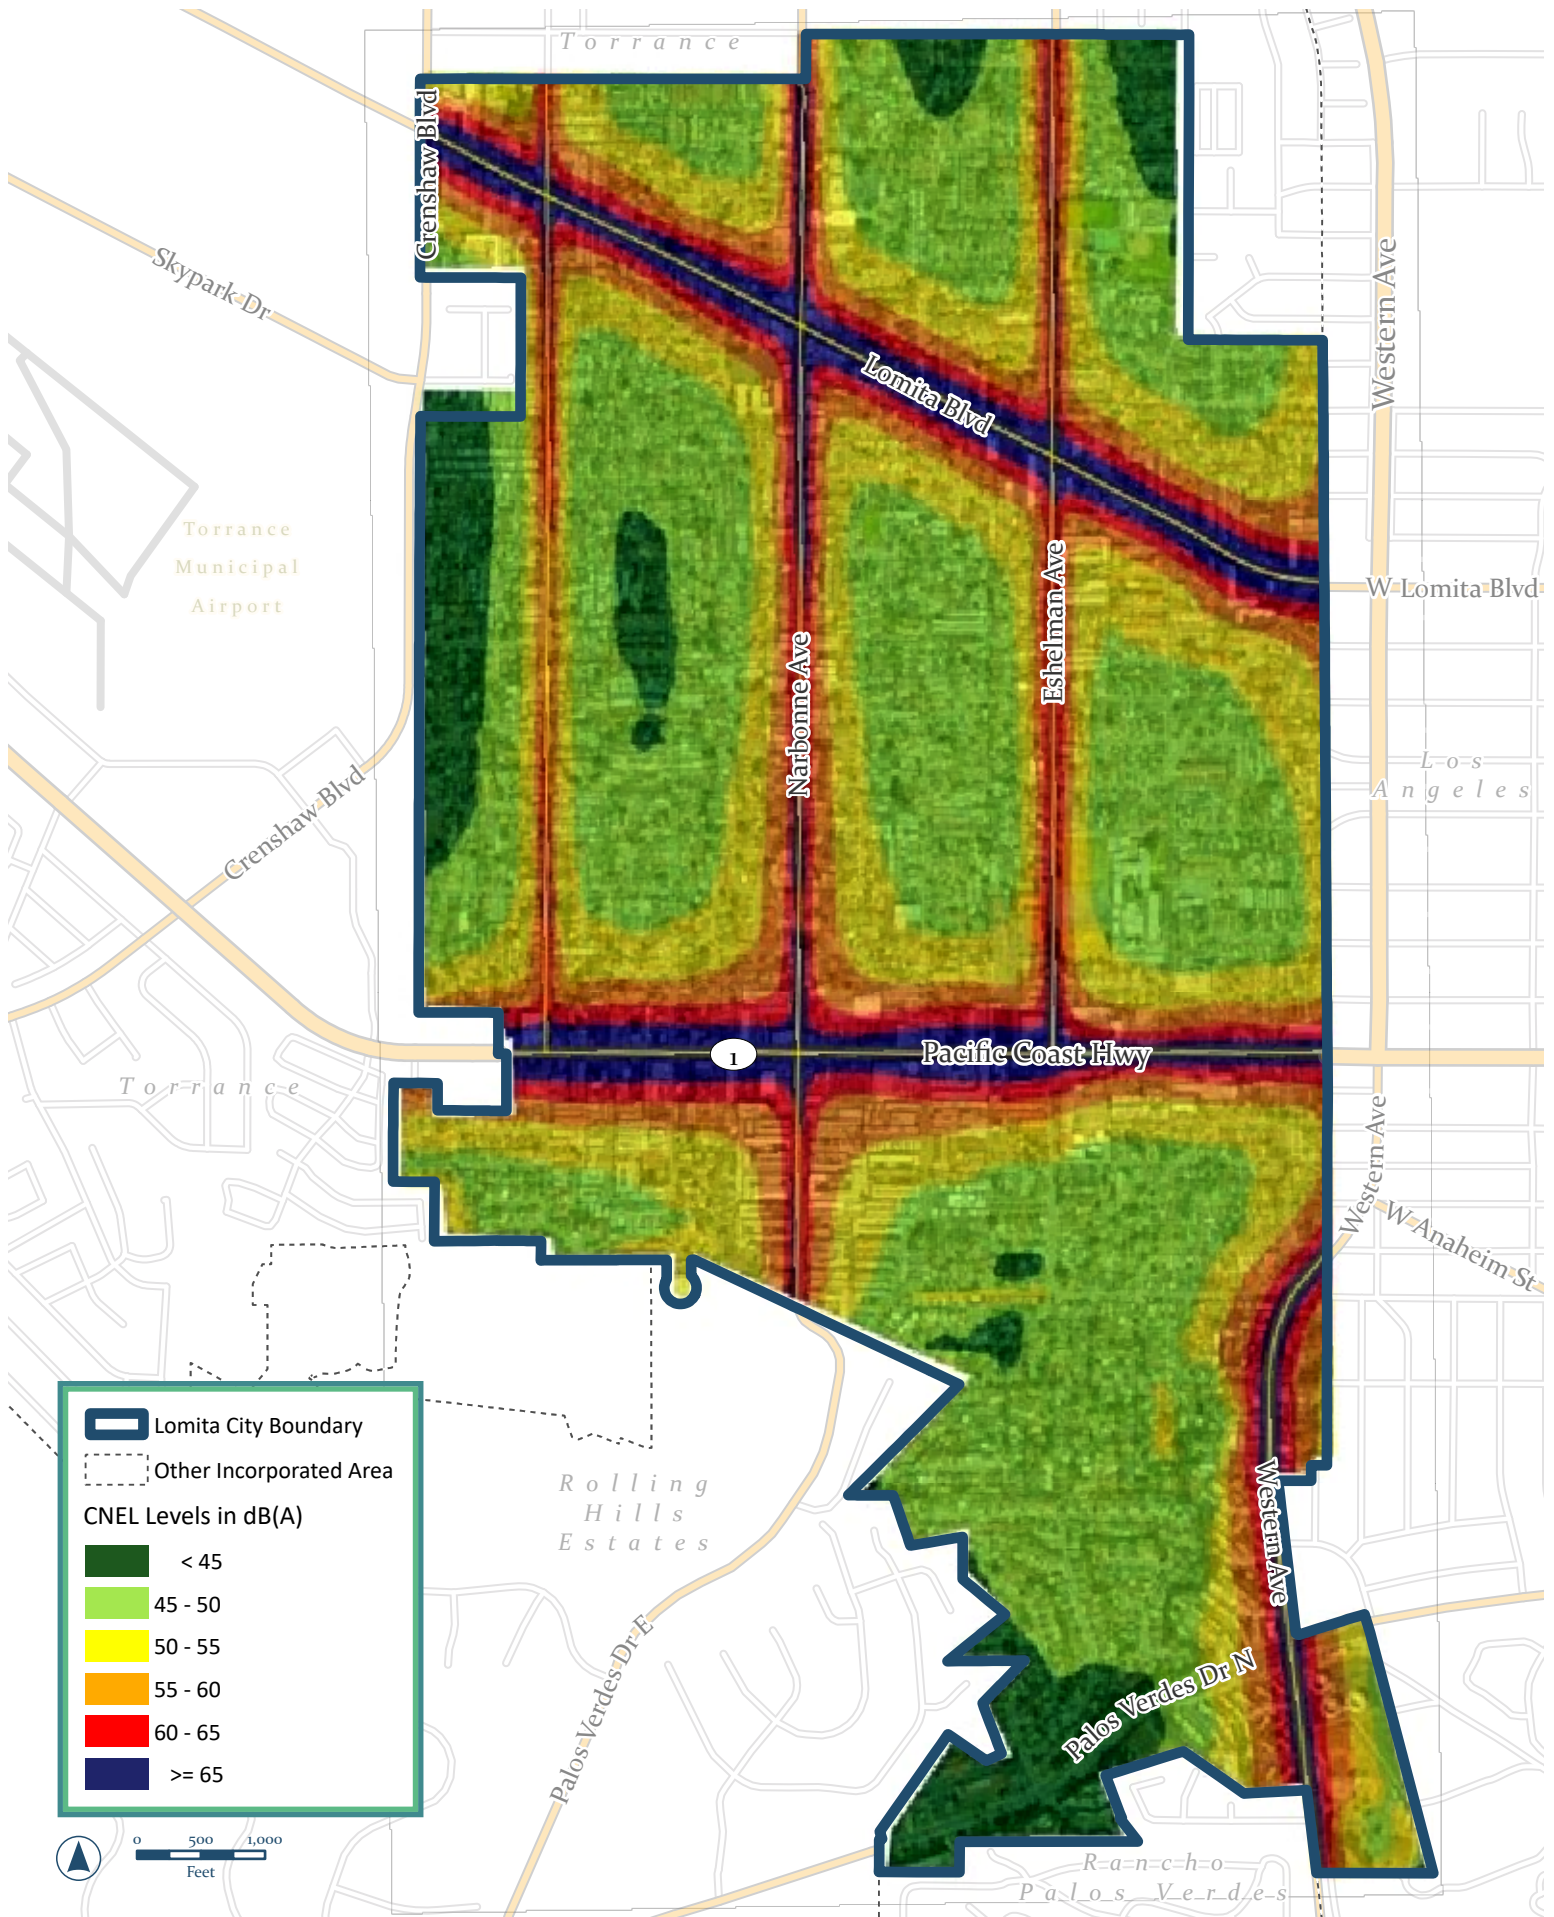 Torrance
Crenshaw Blvd
Skypark Dr
Western Ave
Lomita Blvd
Torrance
Municipal
Airport
Eshelman Ave
W Lomita Blvd
Narbonne Ave
Los
Angeles
Crenshaw Blvd
1
Pacific Coast Hwy
Torrance
Western Ave
W Anaheim St
Lomita City Boundary
Other Incorporated Area
CNEL Levels in dB(A)
< 45
45 - 50
50 - 55
55 - 60
60 - 65
>= 65
Rolling
Hills
Estates
Western Ave
Palos Verdes Dr E
Palos Verdes Dr N
0 500 1,000
Feet
Rancho
Palos Verdes